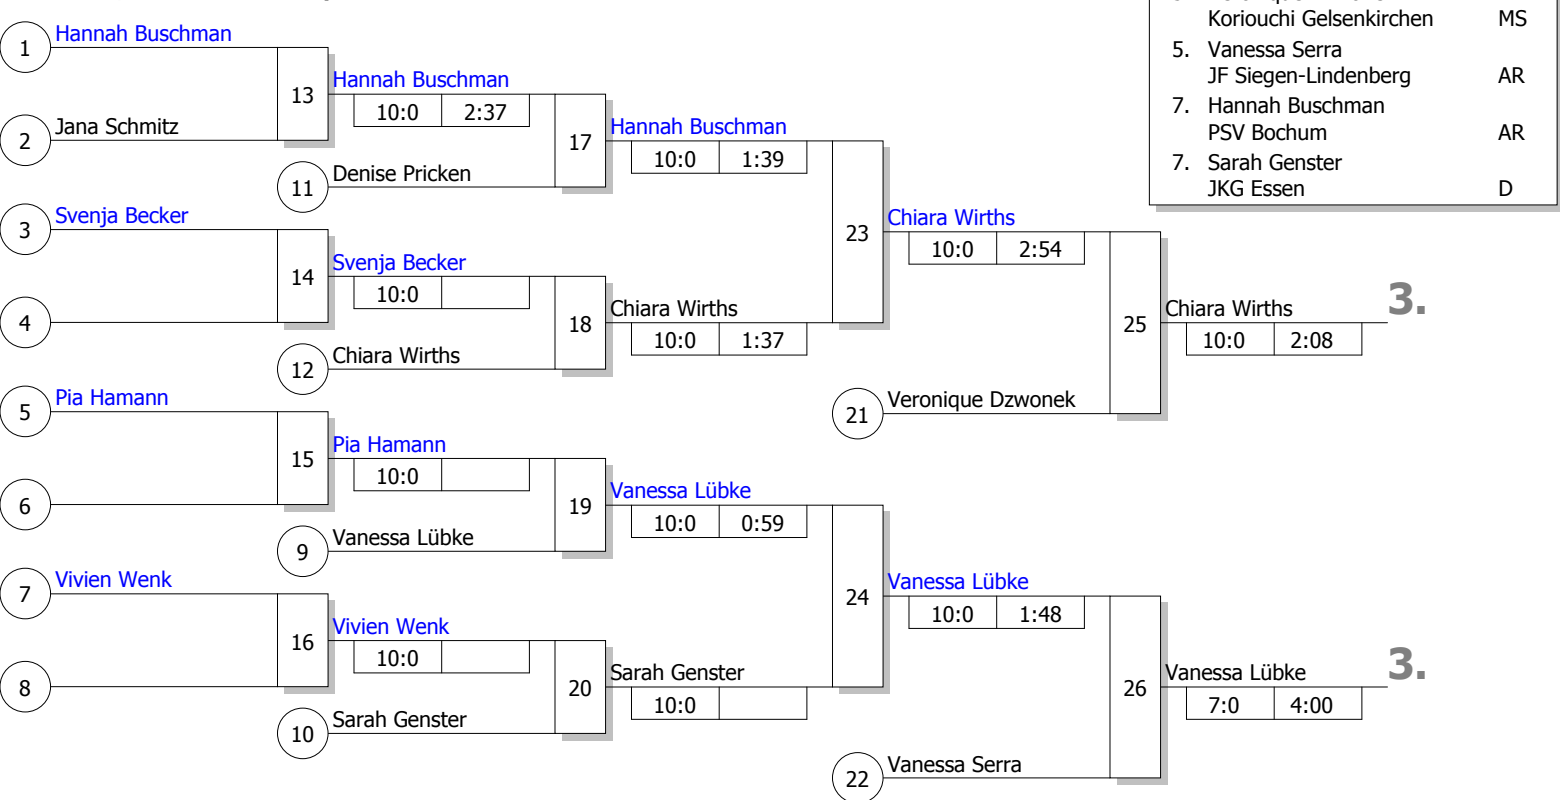 Koriouchi Gelsenkirchen MS
5. Vanessa Serra
JF Siegen-Lindenberg AR
7. Hannah Buschman
PSV Bochum AR
7. Sarah Genster
JKG Essen D
1 Hannah Buschman
13
Hannah Buschman
10:0 2:37
2 Jana Schmitz
17
Hannah Buschman
10:0 1:39
11 Denise Pricken
3 Svenja Becker
23
Chiara Wirths
10:0 2:54
14
Svenja Becker
10:0
4
18
Chiara Wirths
10:0 1:37
25
Chiara Wirths
10:0 2:08
3.
12 Chiara Wirths
5 Pia Hamann
21 Veronique Dzwonek
15
Pia Hamann
10:0
6
19
Vanessa Lübke
10:0 0:59
9 Vanessa Lübke
7 Vivien Wenk
24
Vanessa Lübke
10:0 1:48
16
Vivien Wenk
10:0
8
20
Sarah Genster
10:0
26
Vanessa Lübke
7:0 4:00
3.
10 Sarah Genster
22 Vanessa Serra